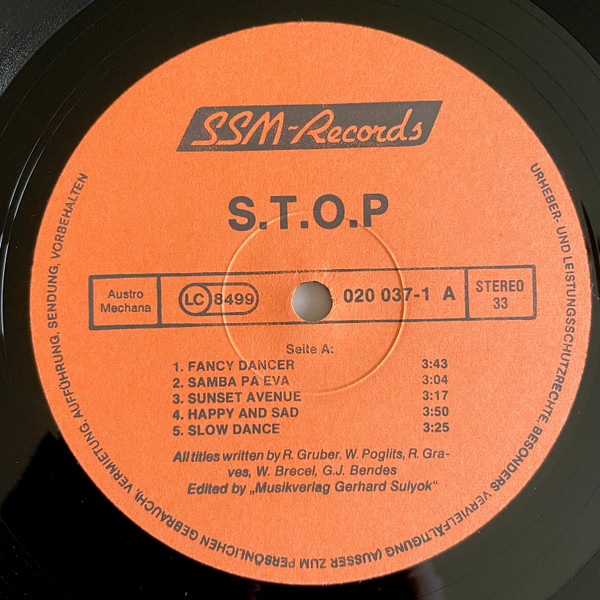 SSM-Records
S.T.O.P
Austro
Mechana
LC 8499
020 037-1 A
STEREO
33
Seite A:
1. FANCY DANCER 3:43
2. SAMBA PA EVA 3:04
3. SUNSET AVENUE 3:17
4. HAPPY AND SAD 3:50
5. SLOW DANCE 3:25
All titles written by R. Gruber, W. Poglits, R. Gra-
ves, W. Brecel, G.J. Bendes
Edited by „Musikverlag Gerhard Sulyok“
URHEBER- UND LEISTUNGSSCHUTZRECHTE, BESONDERS VERVIELFÄLTIGUNG (AUSSER ZUM PERSÖNLICHEN GEBRAUCH), VERMIETUNG, AUFFÜHRUNG, SENDUNG, VORBEHALTEN